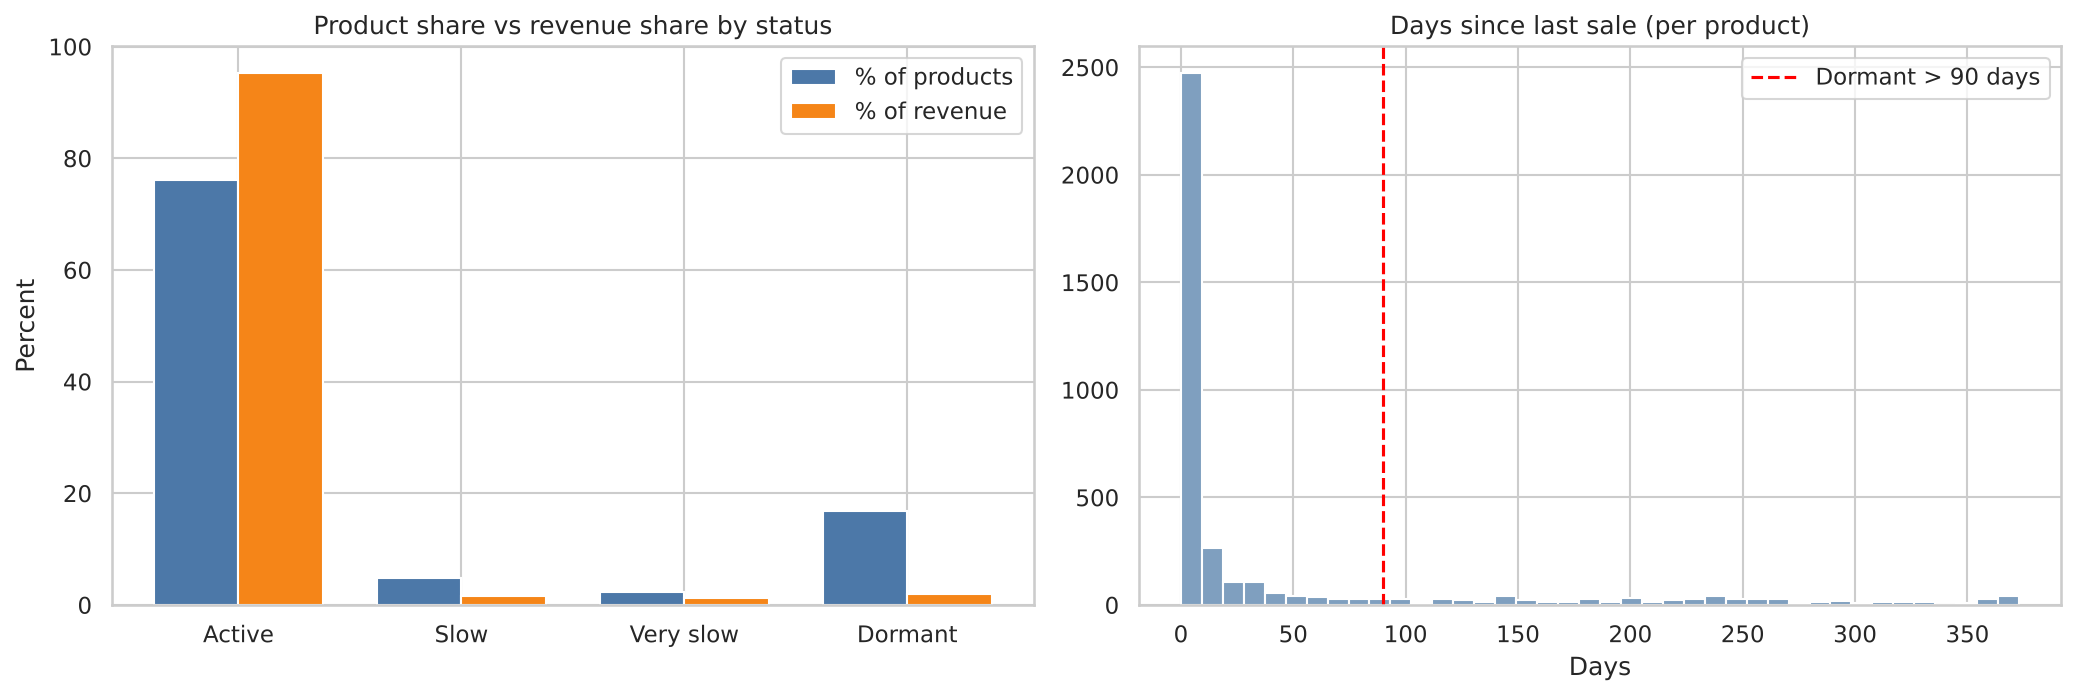 Product share vs revenue share by status
Percent
100
80
60
40
20
0
% of products
% of revenue
Active Slow Very slow Dormant
Days since last sale (per product)
2500
2000
1500
1000
500
0
Dormant > 90 days
0 50 100 150 200 250 300 350
Days